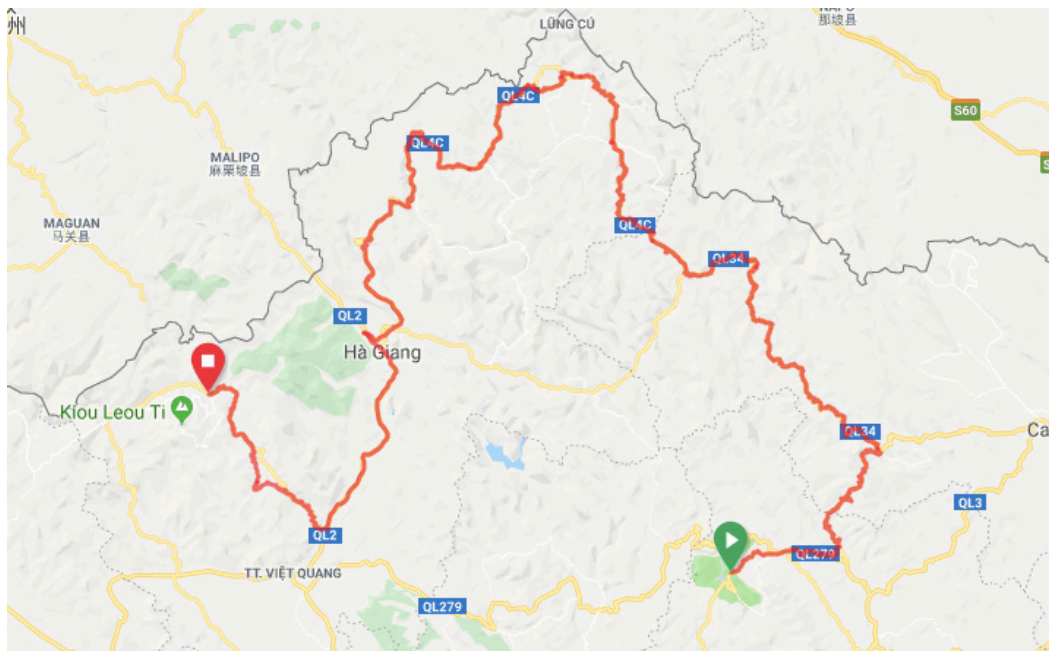 州
LŨNG CÚ
那坡县
S60
QL4C
QL4C
MALIPO
麻栗坡县
MAGUAN
马关县
QL4C
QL34
QL2
Hà Giang
Kiou Leou Ti
QL34
Ca
QL3
QL2
QL279
TT. VIỆT QUANG
QL279